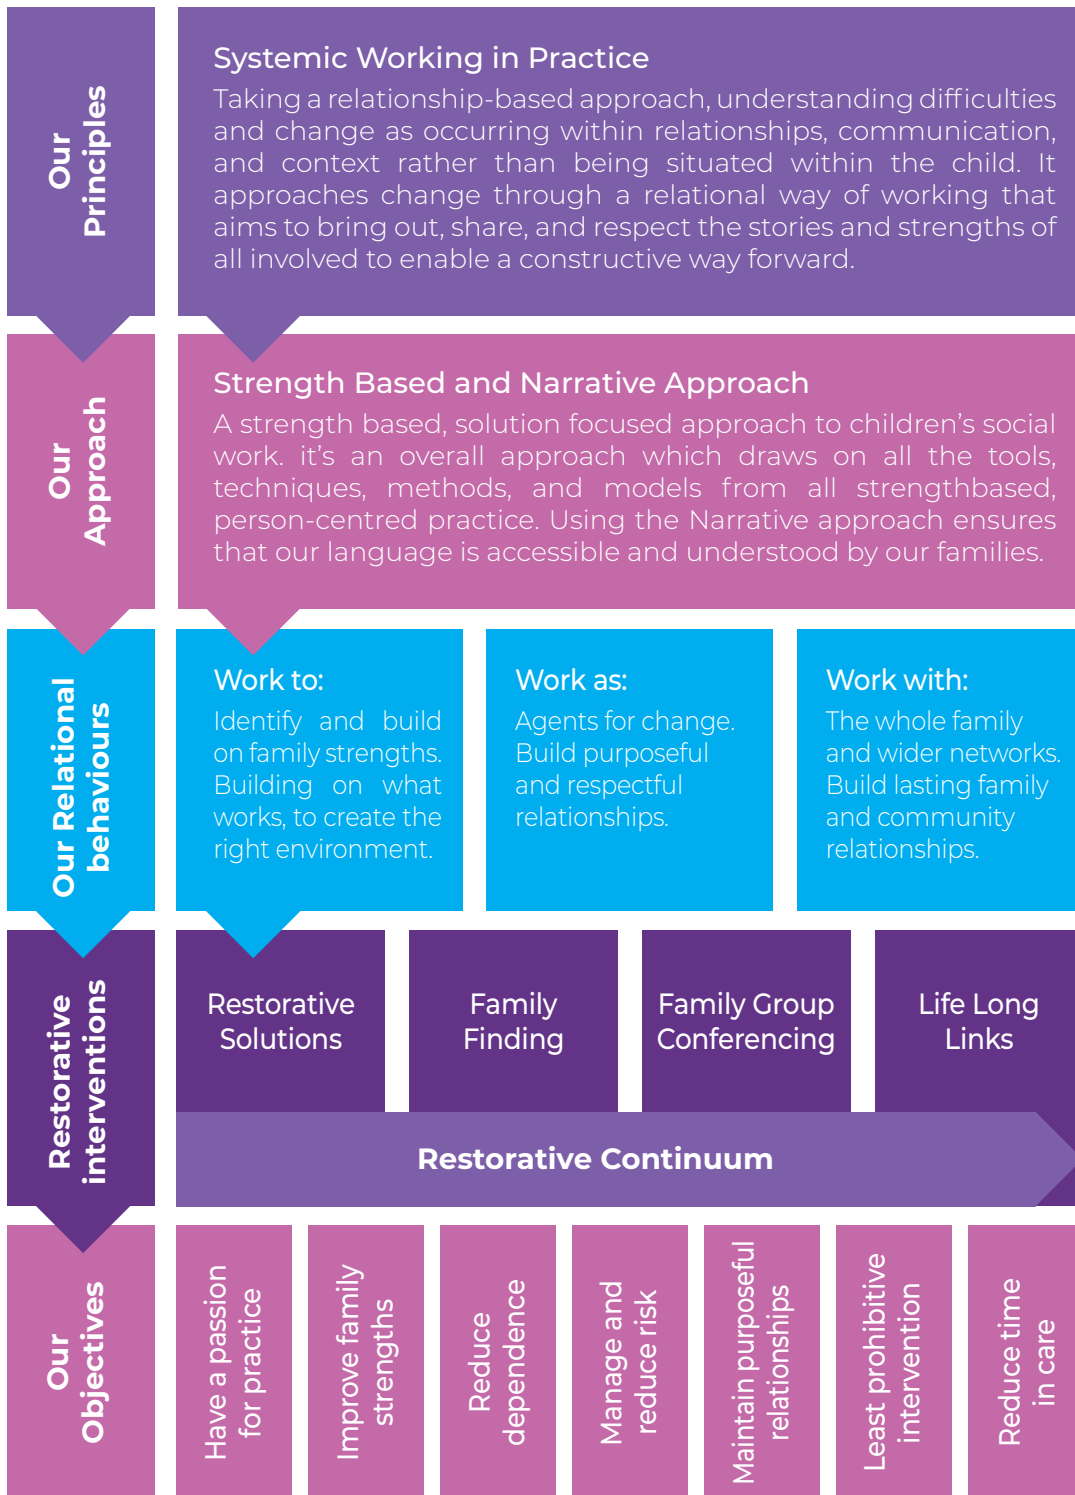 Our
Principles
Systemic Working in Practice
Taking a relationship-based approach, understanding difficulties
and change as occurring within relationships, communication,
and context rather than being situated within the child. It
approaches change through a relational way of working that
aims to bring out, share, and respect the stories and strengths of
all involved to enable a constructive way forward.
Our
Approach
Strength Based and Narrative Approach
A strength based, solution focused approach to children's social
work. it's an overall approach which draws on all the tools,
techniques, methods, and models from all strengthbased,
person-centred practice. Using the Narrative approach ensures
that our language is accessible and understood by our families.
Our Relational
behaviours
Work to:
Identify and build
on family strengths.
Building on what
works, to create the
right environment.
Work as:
Agents for change.
Build purposeful
and respectful
relationships.
Work with:
The whole family
and wider networks.
Build lasting family
and community
relationships.
Restorative
interventions
Restorative
Solutions
Family
Finding
Family Group
Conferencing
Life Long
Links
Restorative Continuum
Our
Objectives
Have a passion
for practice
Improve family
strengths
Reduce
dependence
Manage and
reduce risk
Maintain purposeful
relationships
Least prohibitive
intervention
Reduce time
in care